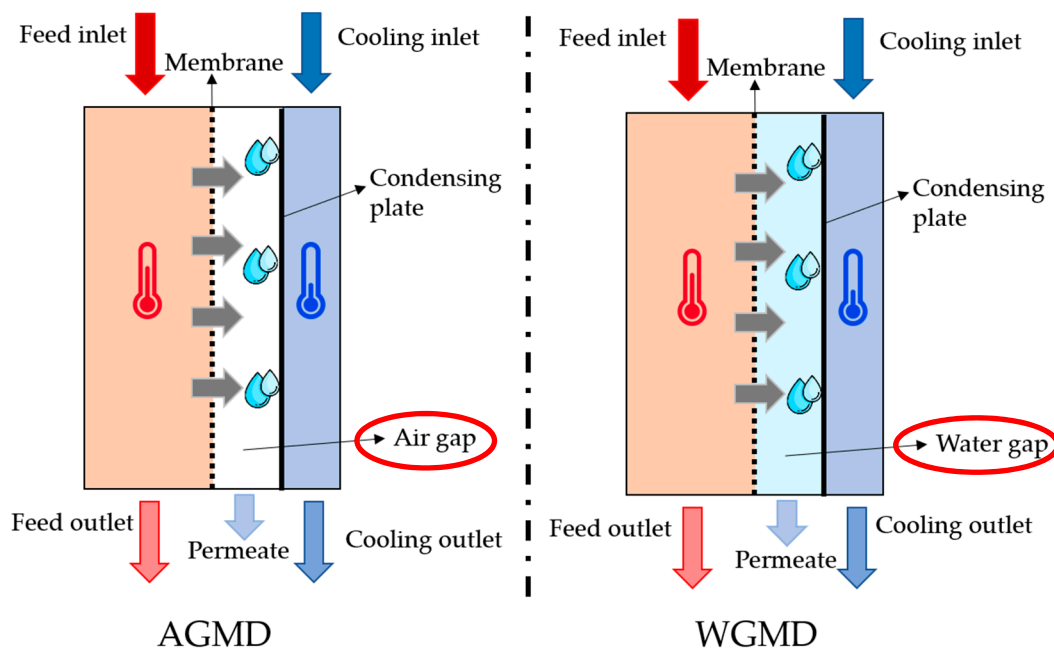 Feed inlet
Cooling inlet
Membrane
Condensing
plate
Air gap
Feed outlet
Permeate
Cooling outlet
AGMD
Feed inlet
Cooling inlet
Membrane
Condensing
plate
Water gap
Feed outlet
Permeate
Cooling outlet
WGMD